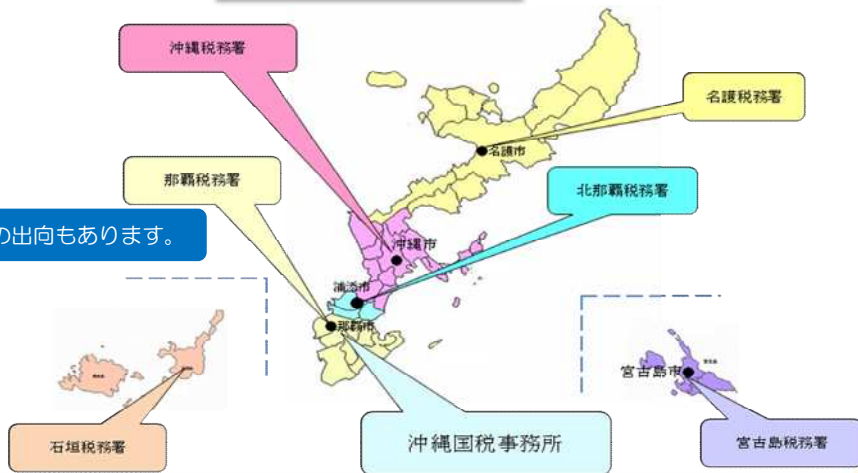 沖縄税務署
名護税務署
名護市
那覇税務署
北那覇税務署
の出向もあります。
沖縄市
浦添市
那覇市
宮古島市
石垣税務署
沖縄国税事務所
宮古島税務署